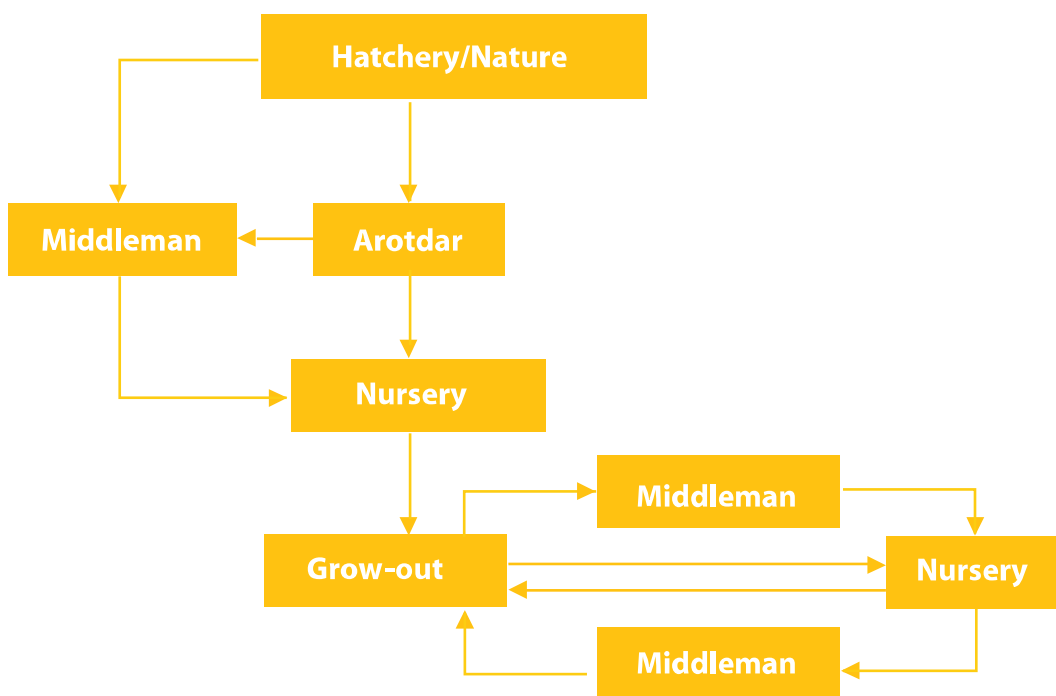 Hatchery/Nature
Middleman
Arotdar
Nursery
Middleman
Grow-out
Nursery
Middleman